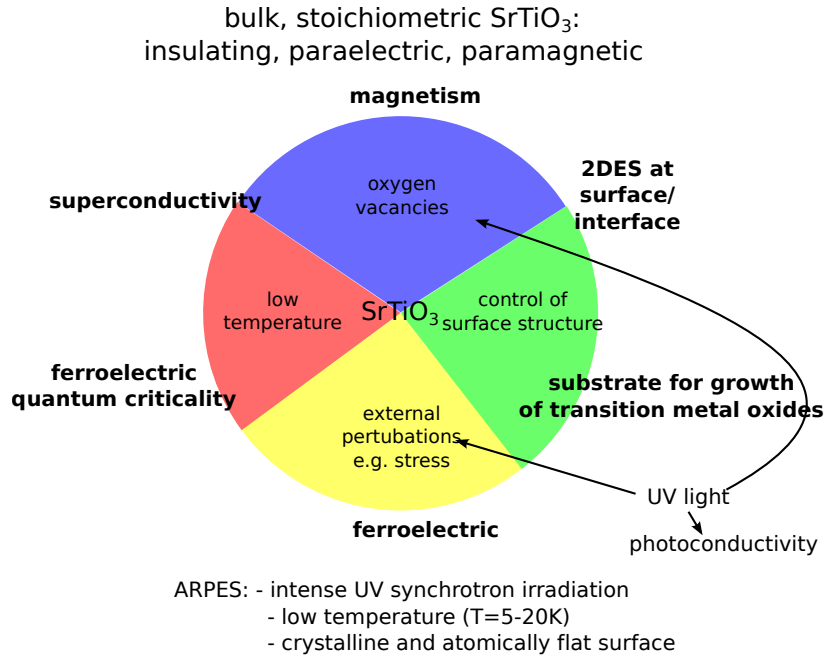 bulk, stoichiometric SrTiO₃:
insulating, paraelectric, paramagnetic
magnetism
2DES at
surface/
interface
superconductivity
oxygen
vacancies
low
temperature
SrTiO₃
control of
surface structure
ferroelectric
quantum criticality
substrate for growth
of transition metal oxides
external
pertubations
e.g. stress
UV light
ferroelectric
photoconductivity
ARPES: - intense UV synchrotron irradiation
- low temperature (T=5-20K)
- crystalline and atomically flat surface